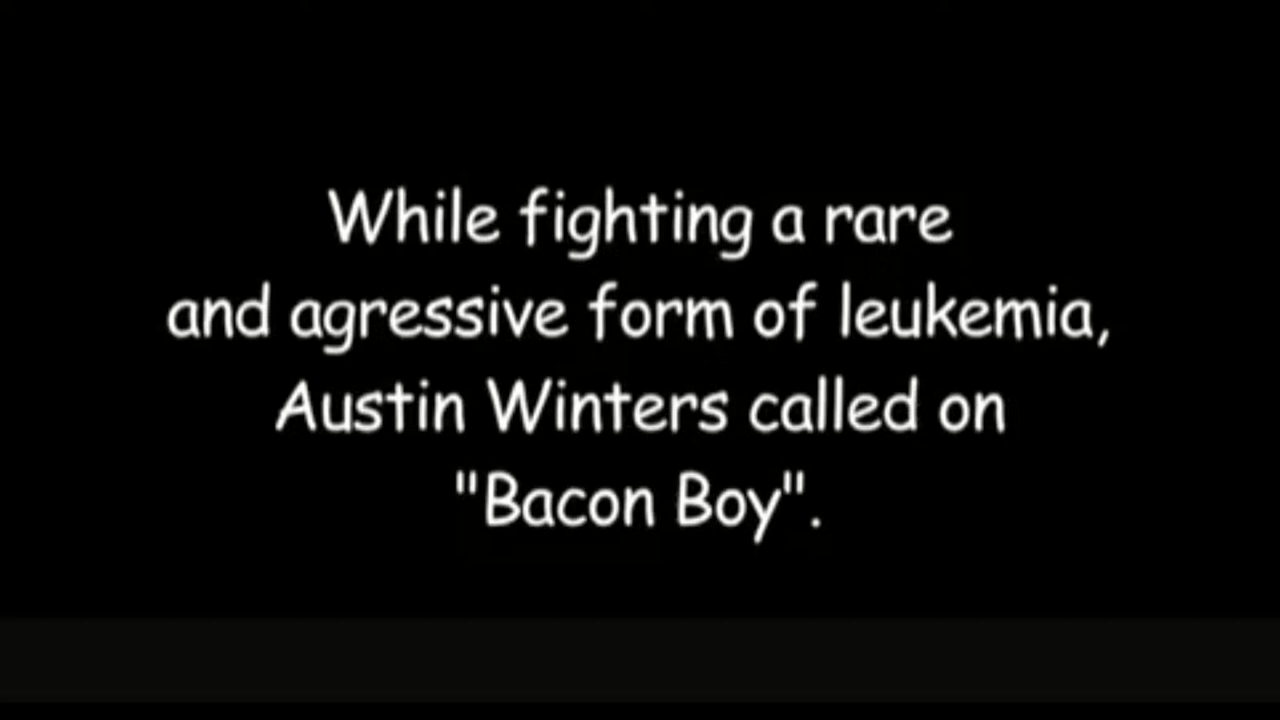 While fighting a rare
and agressive form of leukemia,
Austin Winters called on
"Bacon Boy".